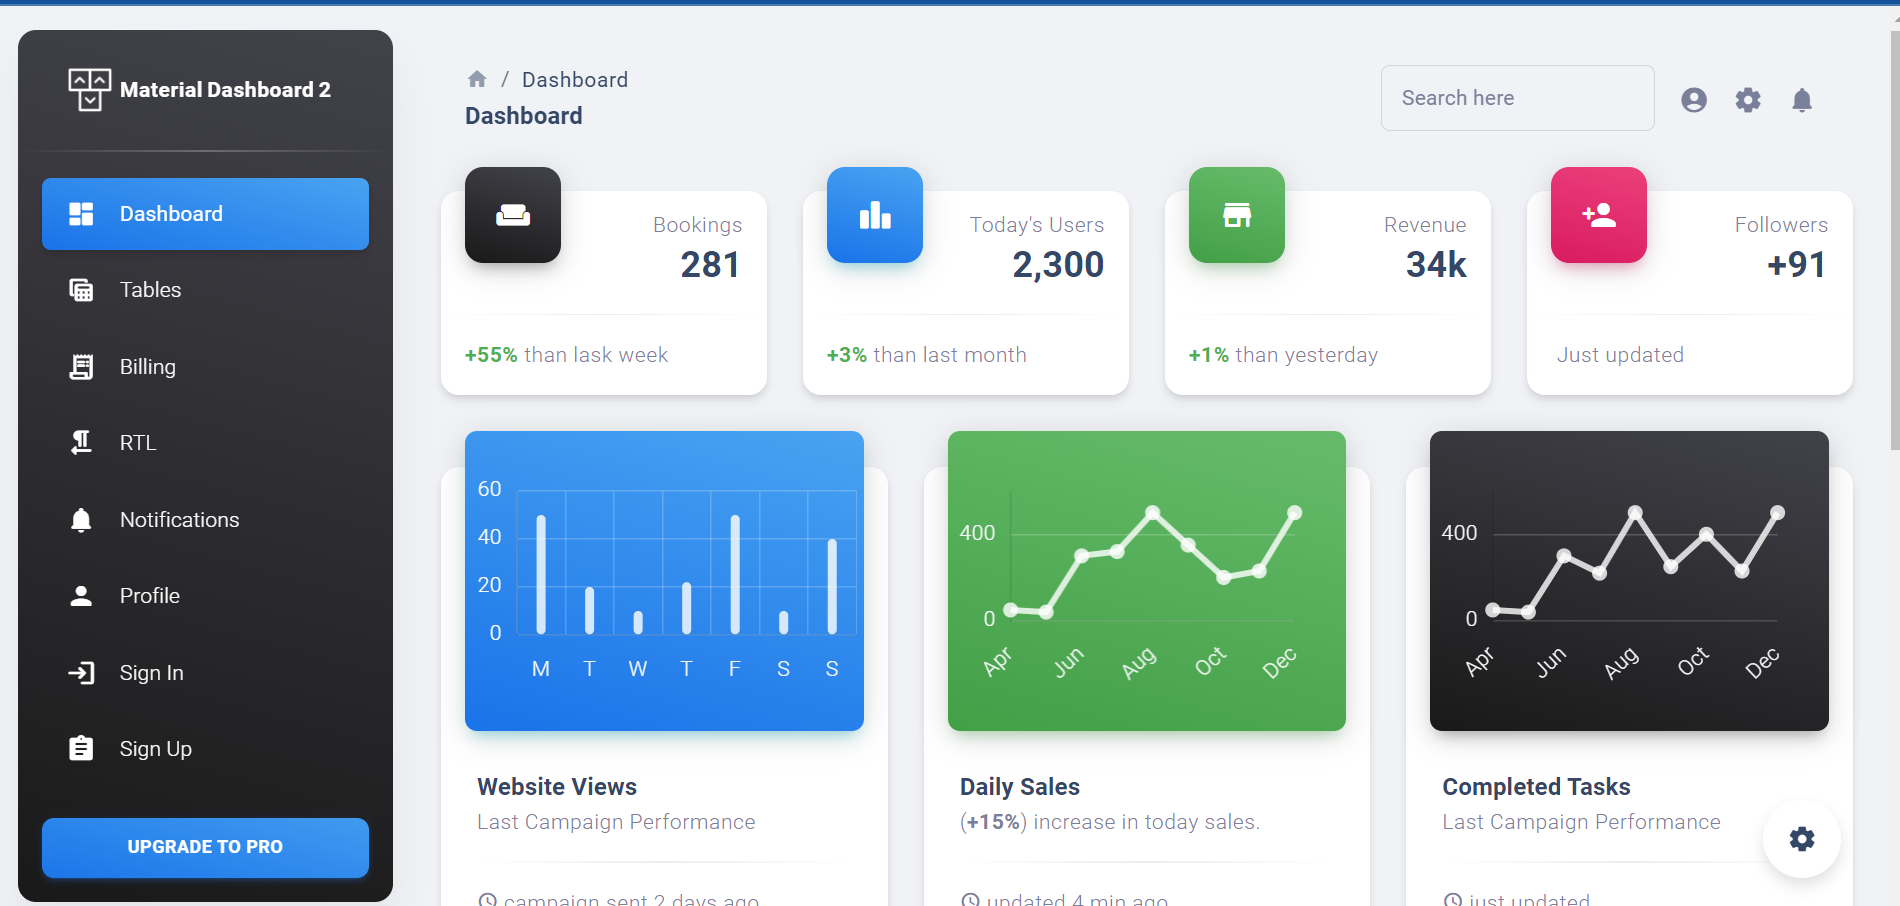 Material Dashboard 2
Dashboard
Tables
Billing
RTL
Notifications
Profile
Sign In
Sign Up
UPGRADE TO PRO
/ Dashboard
Dashboard
Search here
Bookings
281
+55% than lask week
Today's Users
2,300
+3% than last month
Revenue
34k
+1% than yesterday
Followers
+91
Just updated
60
40
20
0
M T W T F S S
Website Views
Last Campaign Performance
campaign sent 2 days ago
400
0
Apr Jun Aug Oct Dec
Daily Sales
(+15%) increase in today sales.
updated 4 min ago
400
0
Apr Jun Aug Oct Dec
Completed Tasks
Last Campaign Performance
just updated